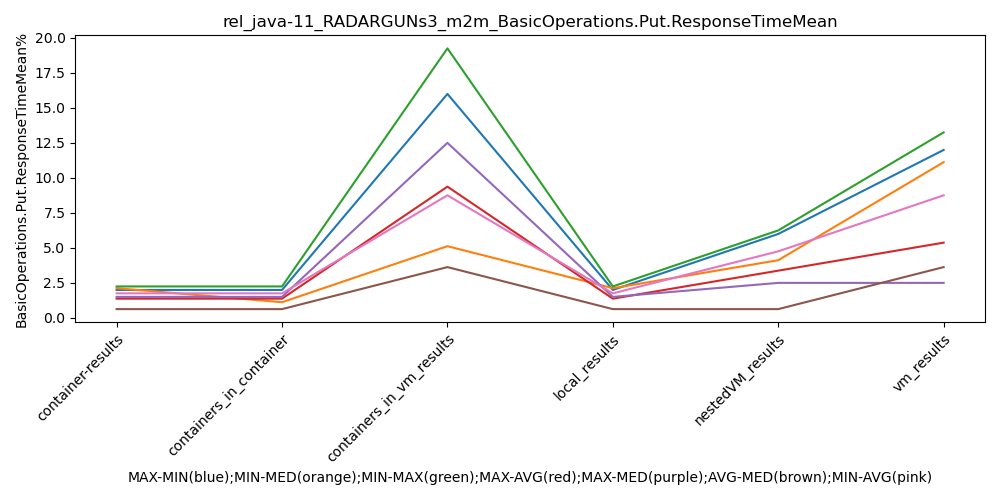 rel_java-11_RADARGUNs3_m2m_BasicOperations.Put.ResponseTimeMean
BasicOperations.Put.ResponseTimeMean%
20.0
17.5
15.0
12.5
10.0
7.5
5.0
2.5
0.0
container-results
containers_in_container
containers_in_vm_results
local_results
nestedVM_results
vm_results
MAX-MIN(blue);MIN-MED(orange);MIN-MAX(green);MAX-AVG(red);MAX-MED(purple);AVG-MED(brown);MIN-AVG(pink)